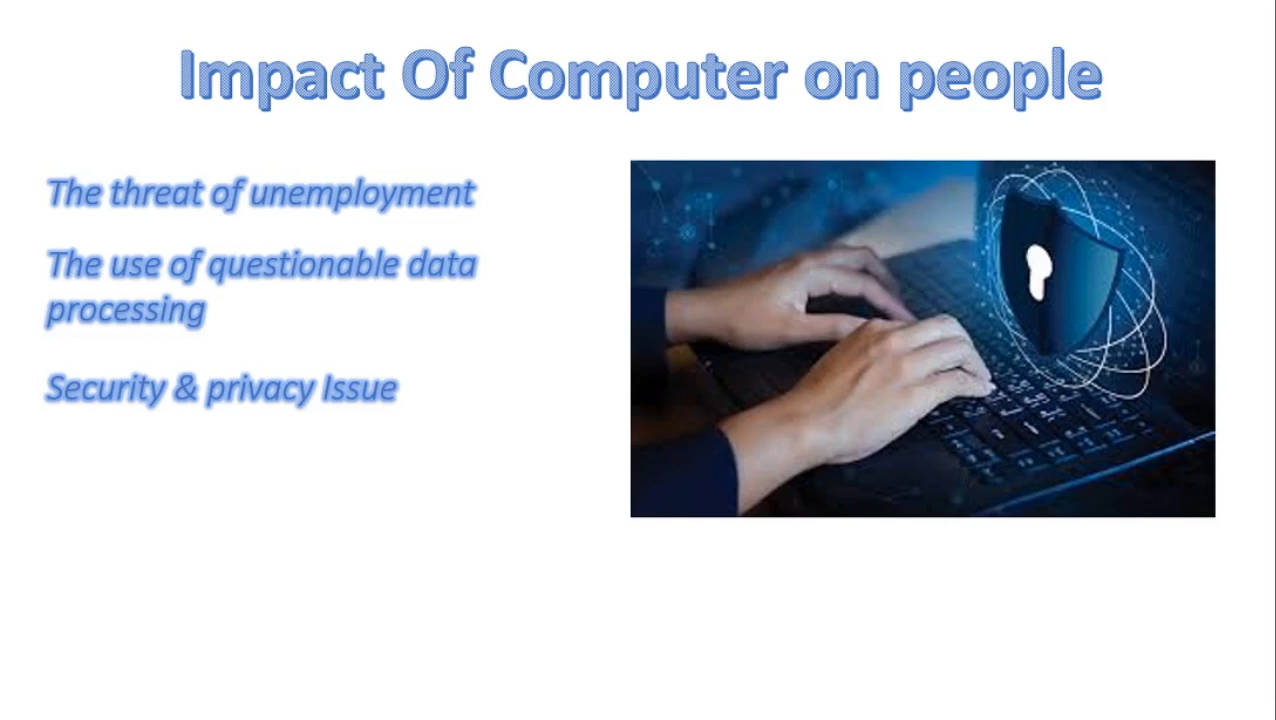 Impact Of Computer on people
The threat of unemployment
The use of questionable data
processing
Security & privacy Issue